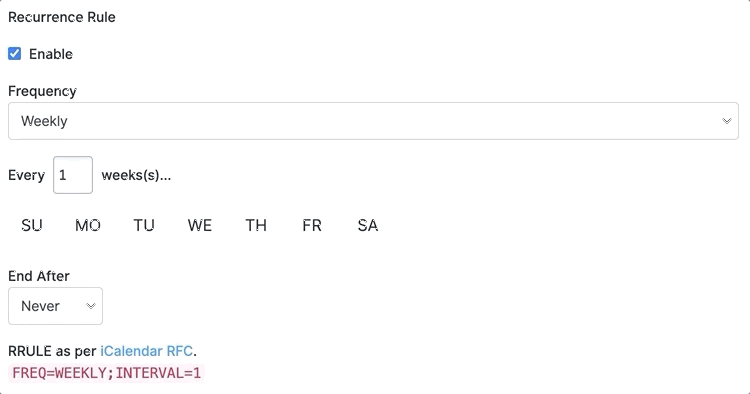 Recurrence Rule
Enable
Frequency
Weekly
Every 1 weeks(s)...
SU MO TU WE TH FR SA
End After
Never
RRULE as per iCalendar RFC.
FREQ=WEEKLY;INTERVAL=1